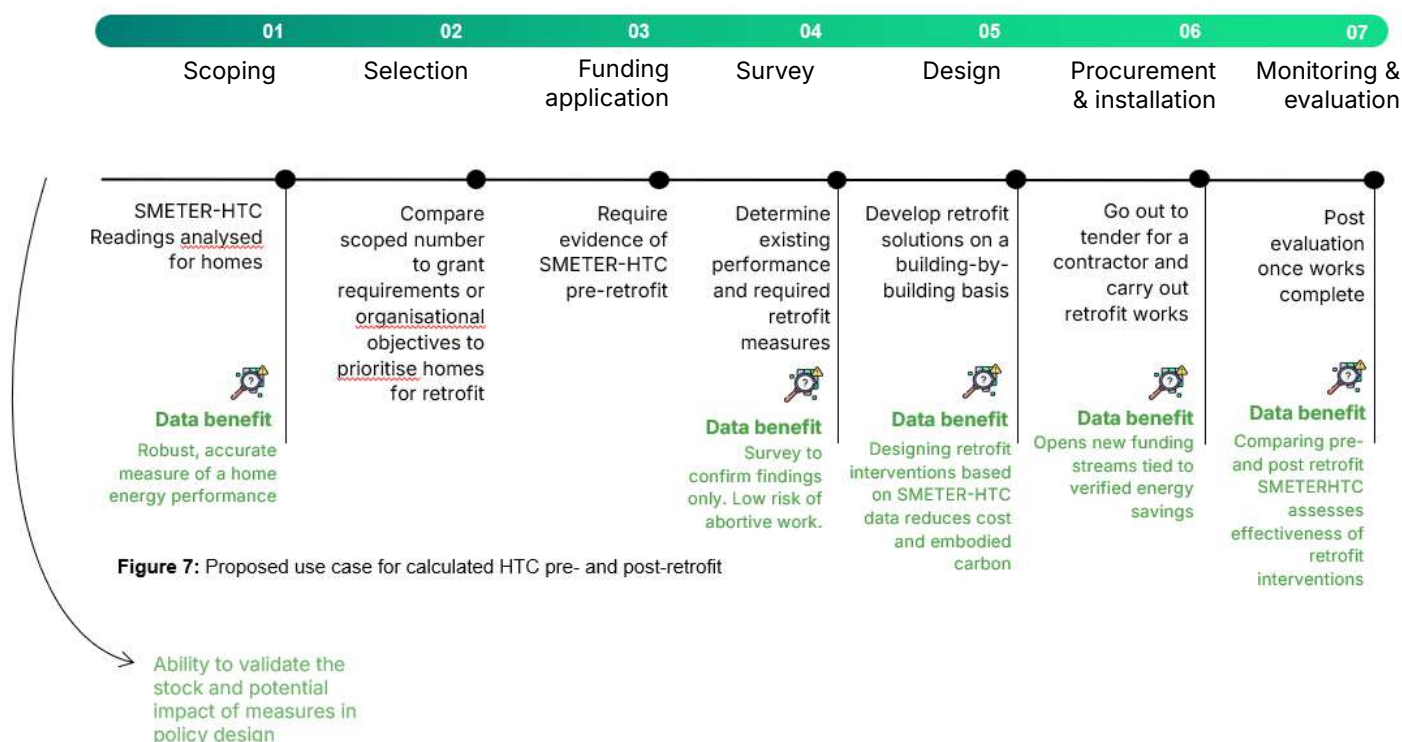 01
02
03
04
05
06
07
Scoping
Selection
Funding
application
Survey
Design
Procurement
& installation
Monitoring &
evaluation
SMETER-HTC
Readings analysed
for homes
Compare
scoped number
to grant
requirements or
organisational
objectives to
prioritise homes
for retrofit
Require
evidence of
SMETER-HTC
pre-retrofit
Determine
existing
performance
and required
retrofit
measures
Develop retrofit
solutions on a
building-by-
building basis
Go out to
tender for a
contractor and
carry out
retrofit works
Post
evaluation
once works
complete
Data benefit
Robust, accurate
measure of a home
energy performance
Data benefit
Survey to
confirm findings
only. Low risk of
abortive work.
Data benefit
Designing retrofit
interventions based
on SMETER-HTC
data reduces cost
and embodied
carbon
Data benefit
Opens new funding
streams tied to
verified energy
savings
Data benefit
Comparing pre-
and post retrofit
SMETERHTC
assesses
effectiveness of
retrofit
interventions
Figure 7: Proposed use case for calculated HTC pre- and post-retrofit
Ability to validate the
stock and potential
impact of measures in
policy design